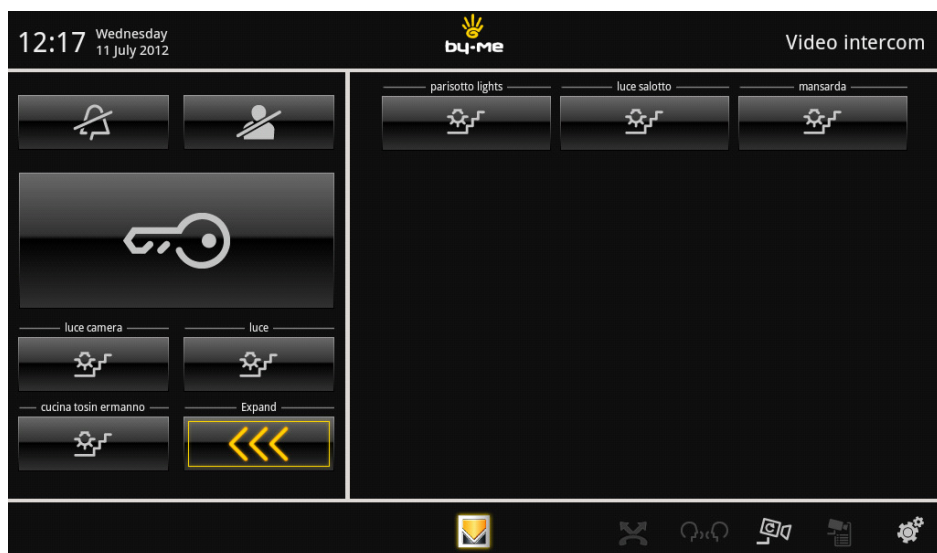 12:17 Wednesday
11 July 2012
by-me
Video intercom
parisotto lights
luce salotto
mansarda
luce camera
luce
cucina tosin ermanno
Expand